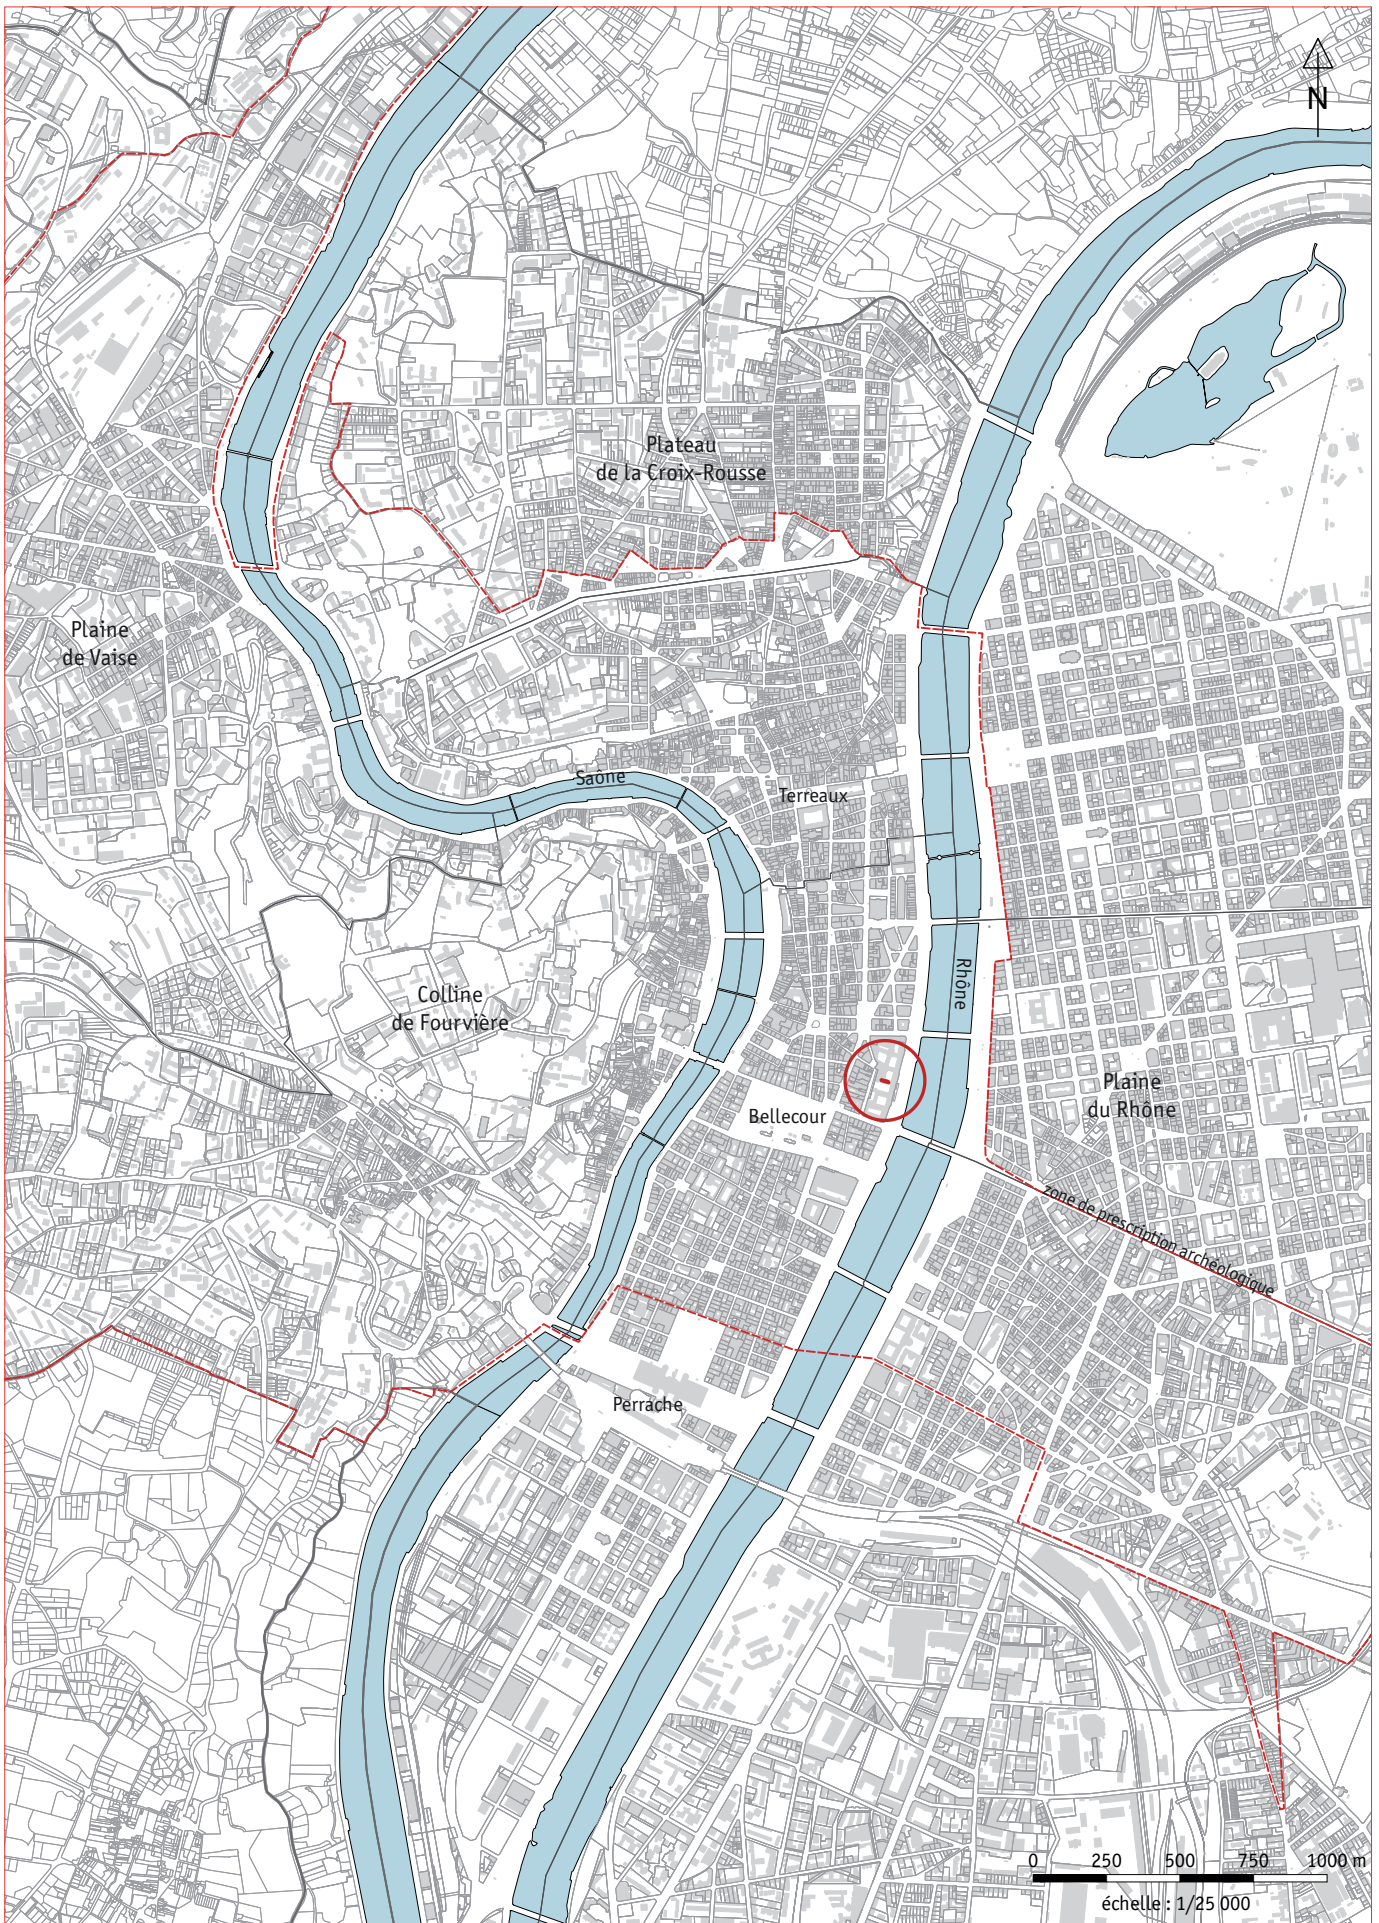 N
Plateau
de la Croix-Rousse
Plaine
de Vaise
Saône
Terreaux
Rhône
Colline
de Fourvière
Plaine
du Rhône
Bellecour
zone de prescription archéologique
Perrache
0 250 500 750 1000 m
échelle : 1/25 000